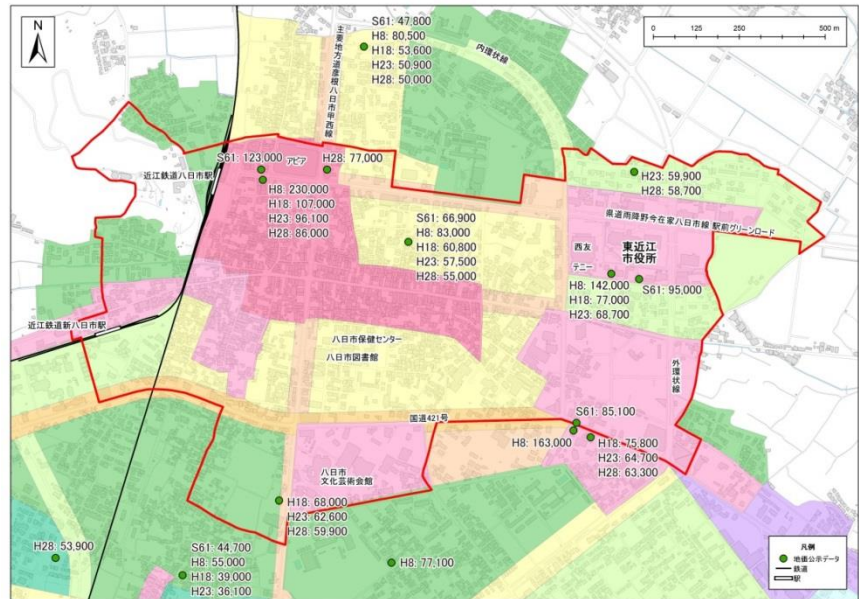 N
S61: 47,800
H8: 80,500
H18: 53,600
H23: 50,900
H28: 50,000
主要地方道彦根八日市甲西線
内環状線
0 125 250 500 m
近江鉄道八日市駅
S61: 123,000
アピア
H28: 77,000
H8: 230,000
H18: 107,000
H23: 96,100
H28: 86,000
H23: 59,900
H28: 58,700
S61: 66,900
H8: 83,000
H18: 60,800
H23: 57,500
H28: 55,000
県道雨降野今在家八日市線 駅前グリーンロード
西友
東近江
市役所
テニー
H8: 142,000
H18: 77,000
H23: 68,700
S61: 95,000
近江鉄道新八日市駅
八日市保健センター
八日市図書館
外環状線
国道421号
S61: 85,100
H8: 163,000
H18: 75,800
H23: 64,700
H28: 63,300
八日市
文化芸術会館
H18: 68,000
H23: 62,600
H28: 59,900
H28: 53,900
S61: 44,700
H8: 55,000
H18: 39,000
H23: 36,100
H8: 77,100
凡例
地価公示データ
鉄道
駅